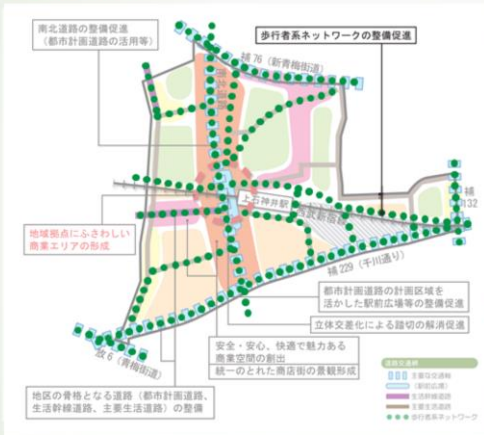 南北道路の整備促進
（都市計画道路の活用等）
歩行者系ネットワークの整備促進
補76（新青梅街道）
南北道路
上石神井駅
西武新宿線
補132
地域拠点にふさわしい
商業エリアの形成
補229（千川通り）
都市計画道路の計画区域を
活かした駅前広場等の整備促進
立体交差化による踏切の解消促進
安全・安心、快適で魅力ある
商業空間の創出
統一のとれた商店街の景観形成
放6（青梅街道）
地区の骨格となる道路（都市計画道路、
生活幹線道路、主要生活道路）の整備
道路交通網
主要な交通軸
（駅前広場）
生活幹線道路
主要生活道路
歩行者系ネットワーク